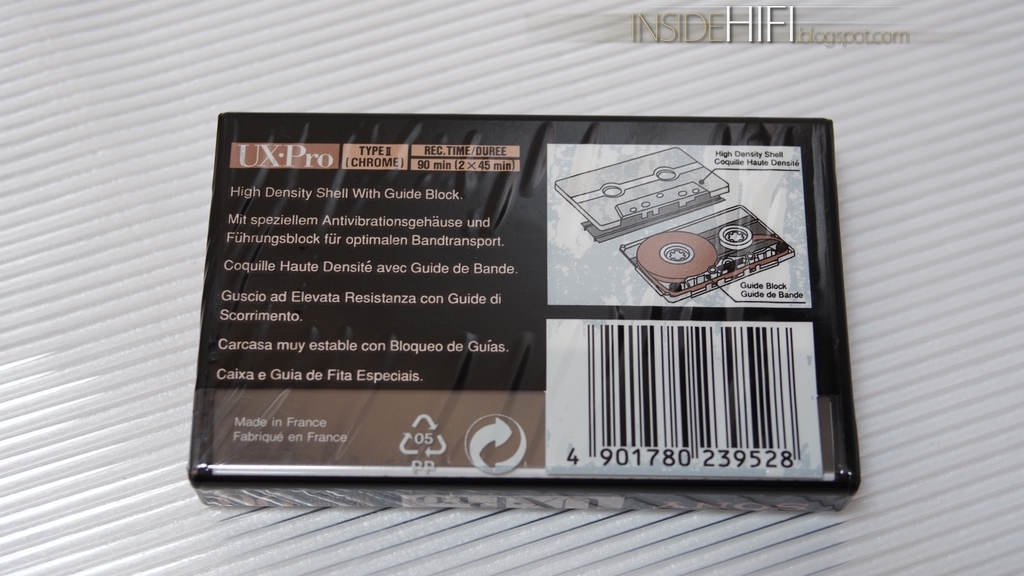 INSIDEHIFI.blogspot.com
UX·Pro
TYPE II
(CHROME)
REC.TIME/DUREE
90 min (2×45 min)
High Density Shell With Guide Block.
Mit speziellem Antivibrationsgehäuse und
Führungsblock für optimalen Bandtransport.
Coquille Haute Densité avec Guide de Bande.
Guscio ad Elevata Resistanza con Guide di
Scorrimento.
Carcasa muy estable con Bloqueo de Guías.
Caixa e Guia de Fita Especiais.
Made in France
Fabriqué en France
05
PP
High Density Shell
Coquille Haute Densité
Guide Block
Guide de Bande
4 901780 239528